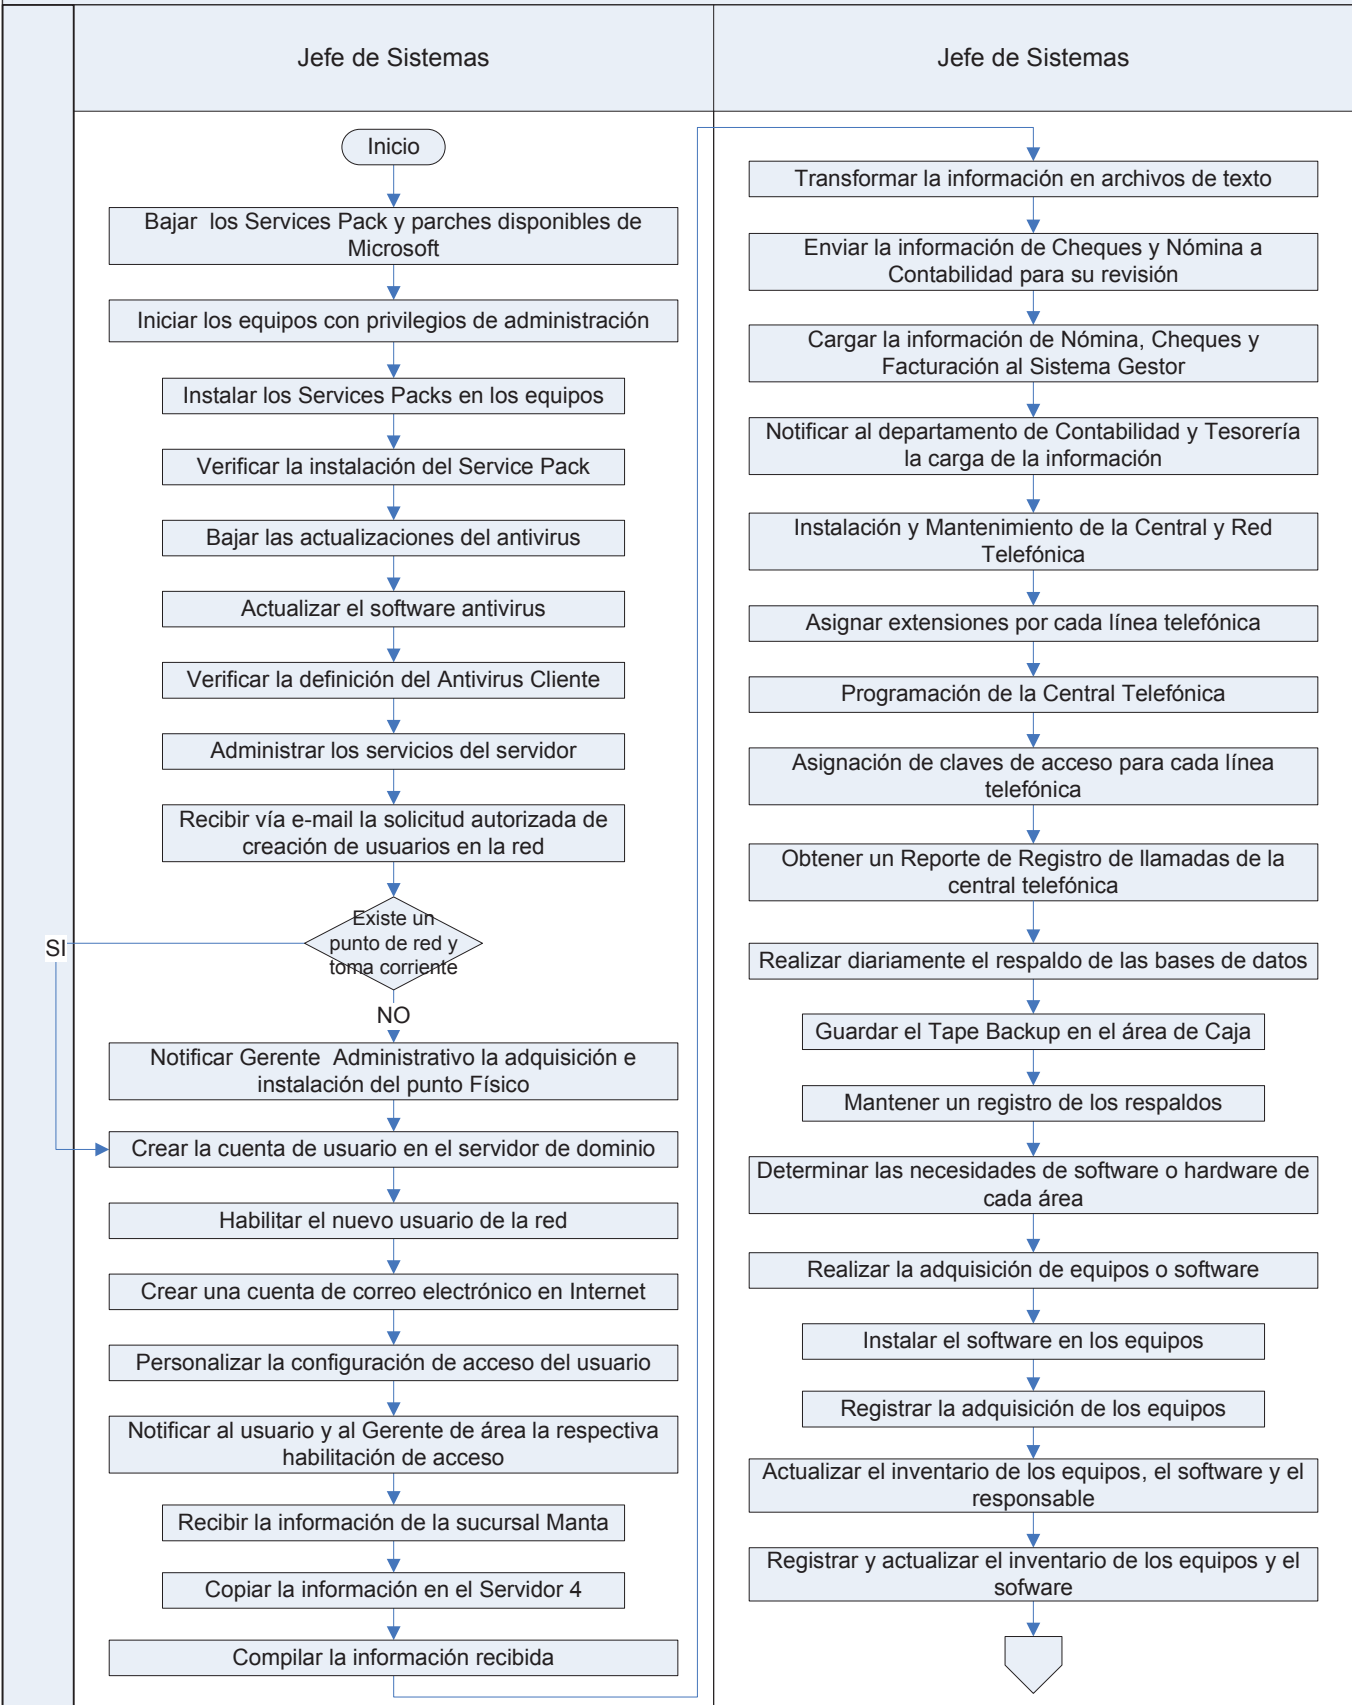 Jefe de Sistemas
Inicio
Bajar los Services Pack y parches disponibles de
Microsoft
Iniciar los equipos con privilegios de administración
Instalar los Services Packs en los equipos
Verificar la instalación del Service Pack
Bajar las actualizaciones del antivirus
Actualizar el software antivirus
Verificar la definición del Antivirus Cliente
Administrar los servicios del servidor
Recibir vía e-mail la solicitud autorizada de
creación de usuarios en la red
Existe un
punto de red y
toma corriente
SI
NO
Notificar Gerente Administrativo la adquisición e
instalación del punto Físico
Crear la cuenta de usuario en el servidor de dominio
Habilitar el nuevo usuario de la red
Crear una cuenta de correo electrónico en Internet
Personalizar la configuración de acceso del usuario
Notificar al usuario y al Gerente de área la respectiva
habilitación de acceso
Recibir la información de la sucursal Manta
Copiar la información en el Servidor 4
Compilar la información recibida
Jefe de Sistemas
Transformar la información en archivos de texto
Enviar la información de Cheques y Nómina a
Contabilidad para su revisión
Cargar la información de Nómina, Cheques y
Facturación al Sistema Gestor
Notificar al departamento de Contabilidad y Tesorería
la carga de la información
Instalación y Mantenimiento de la Central y Red
Telefónica
Asignar extensiones por cada línea telefónica
Programación de la Central Telefónica
Asignación de claves de acceso para cada línea
telefónica
Obtener un Reporte de Registro de llamadas de la
central telefónica
Realizar diariamente el respaldo de las bases de datos
Guardar el Tape Backup en el área de Caja
Mantener un registro de los respaldos
Determinar las necesidades de software o hardware de
cada área
Realizar la adquisición de equipos o software
Instalar el software en los equipos
Registrar la adquisición de los equipos
Actualizar el inventario de los equipos, el software y el
responsable
Registrar y actualizar el inventario de los equipos y el
sofware